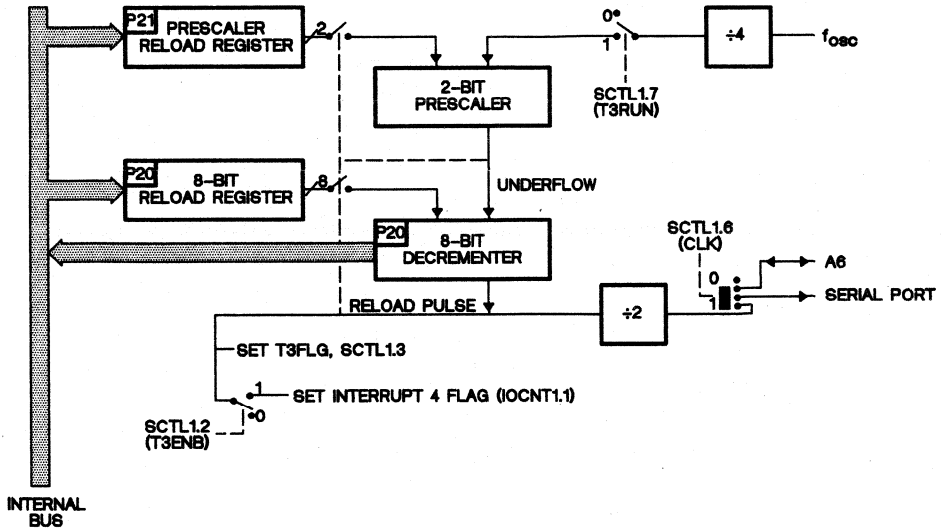 P21
PRESCALER
RELOAD REGISTER
2
0
1
÷4
fosc
SCTL1.7
(T3RUN)
2-BIT
PRESCALER
P20
8-BIT
RELOAD REGISTER
8
UNDERFLOW
P20
8-BIT
DECREMENTER
SCTL1.6
(CLK)
0
1
A6
SERIAL PORT
RELOAD PULSE
÷2
SET T3FLG, SCTL1.3
1
0
SET INTERRUPT 4 FLAG (IOCNT1.1)
SCTL1.2
(T3ENB)
INTERNAL
BUS